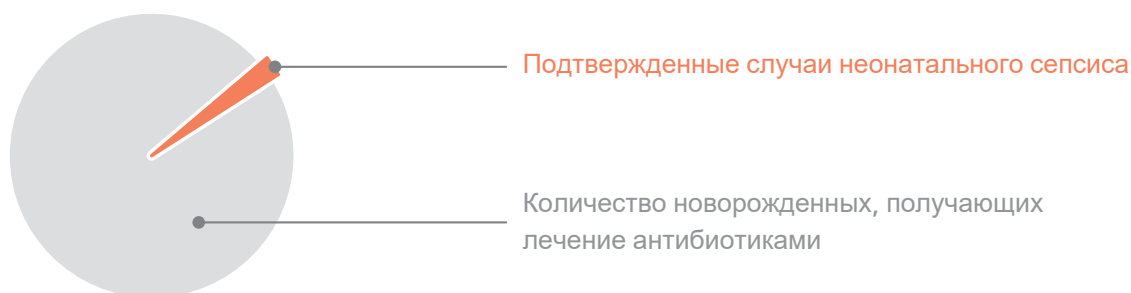 Подтвержденные случаи неонатального сепсиса
Количество новорожденных, получающих
лечение антибиотиками